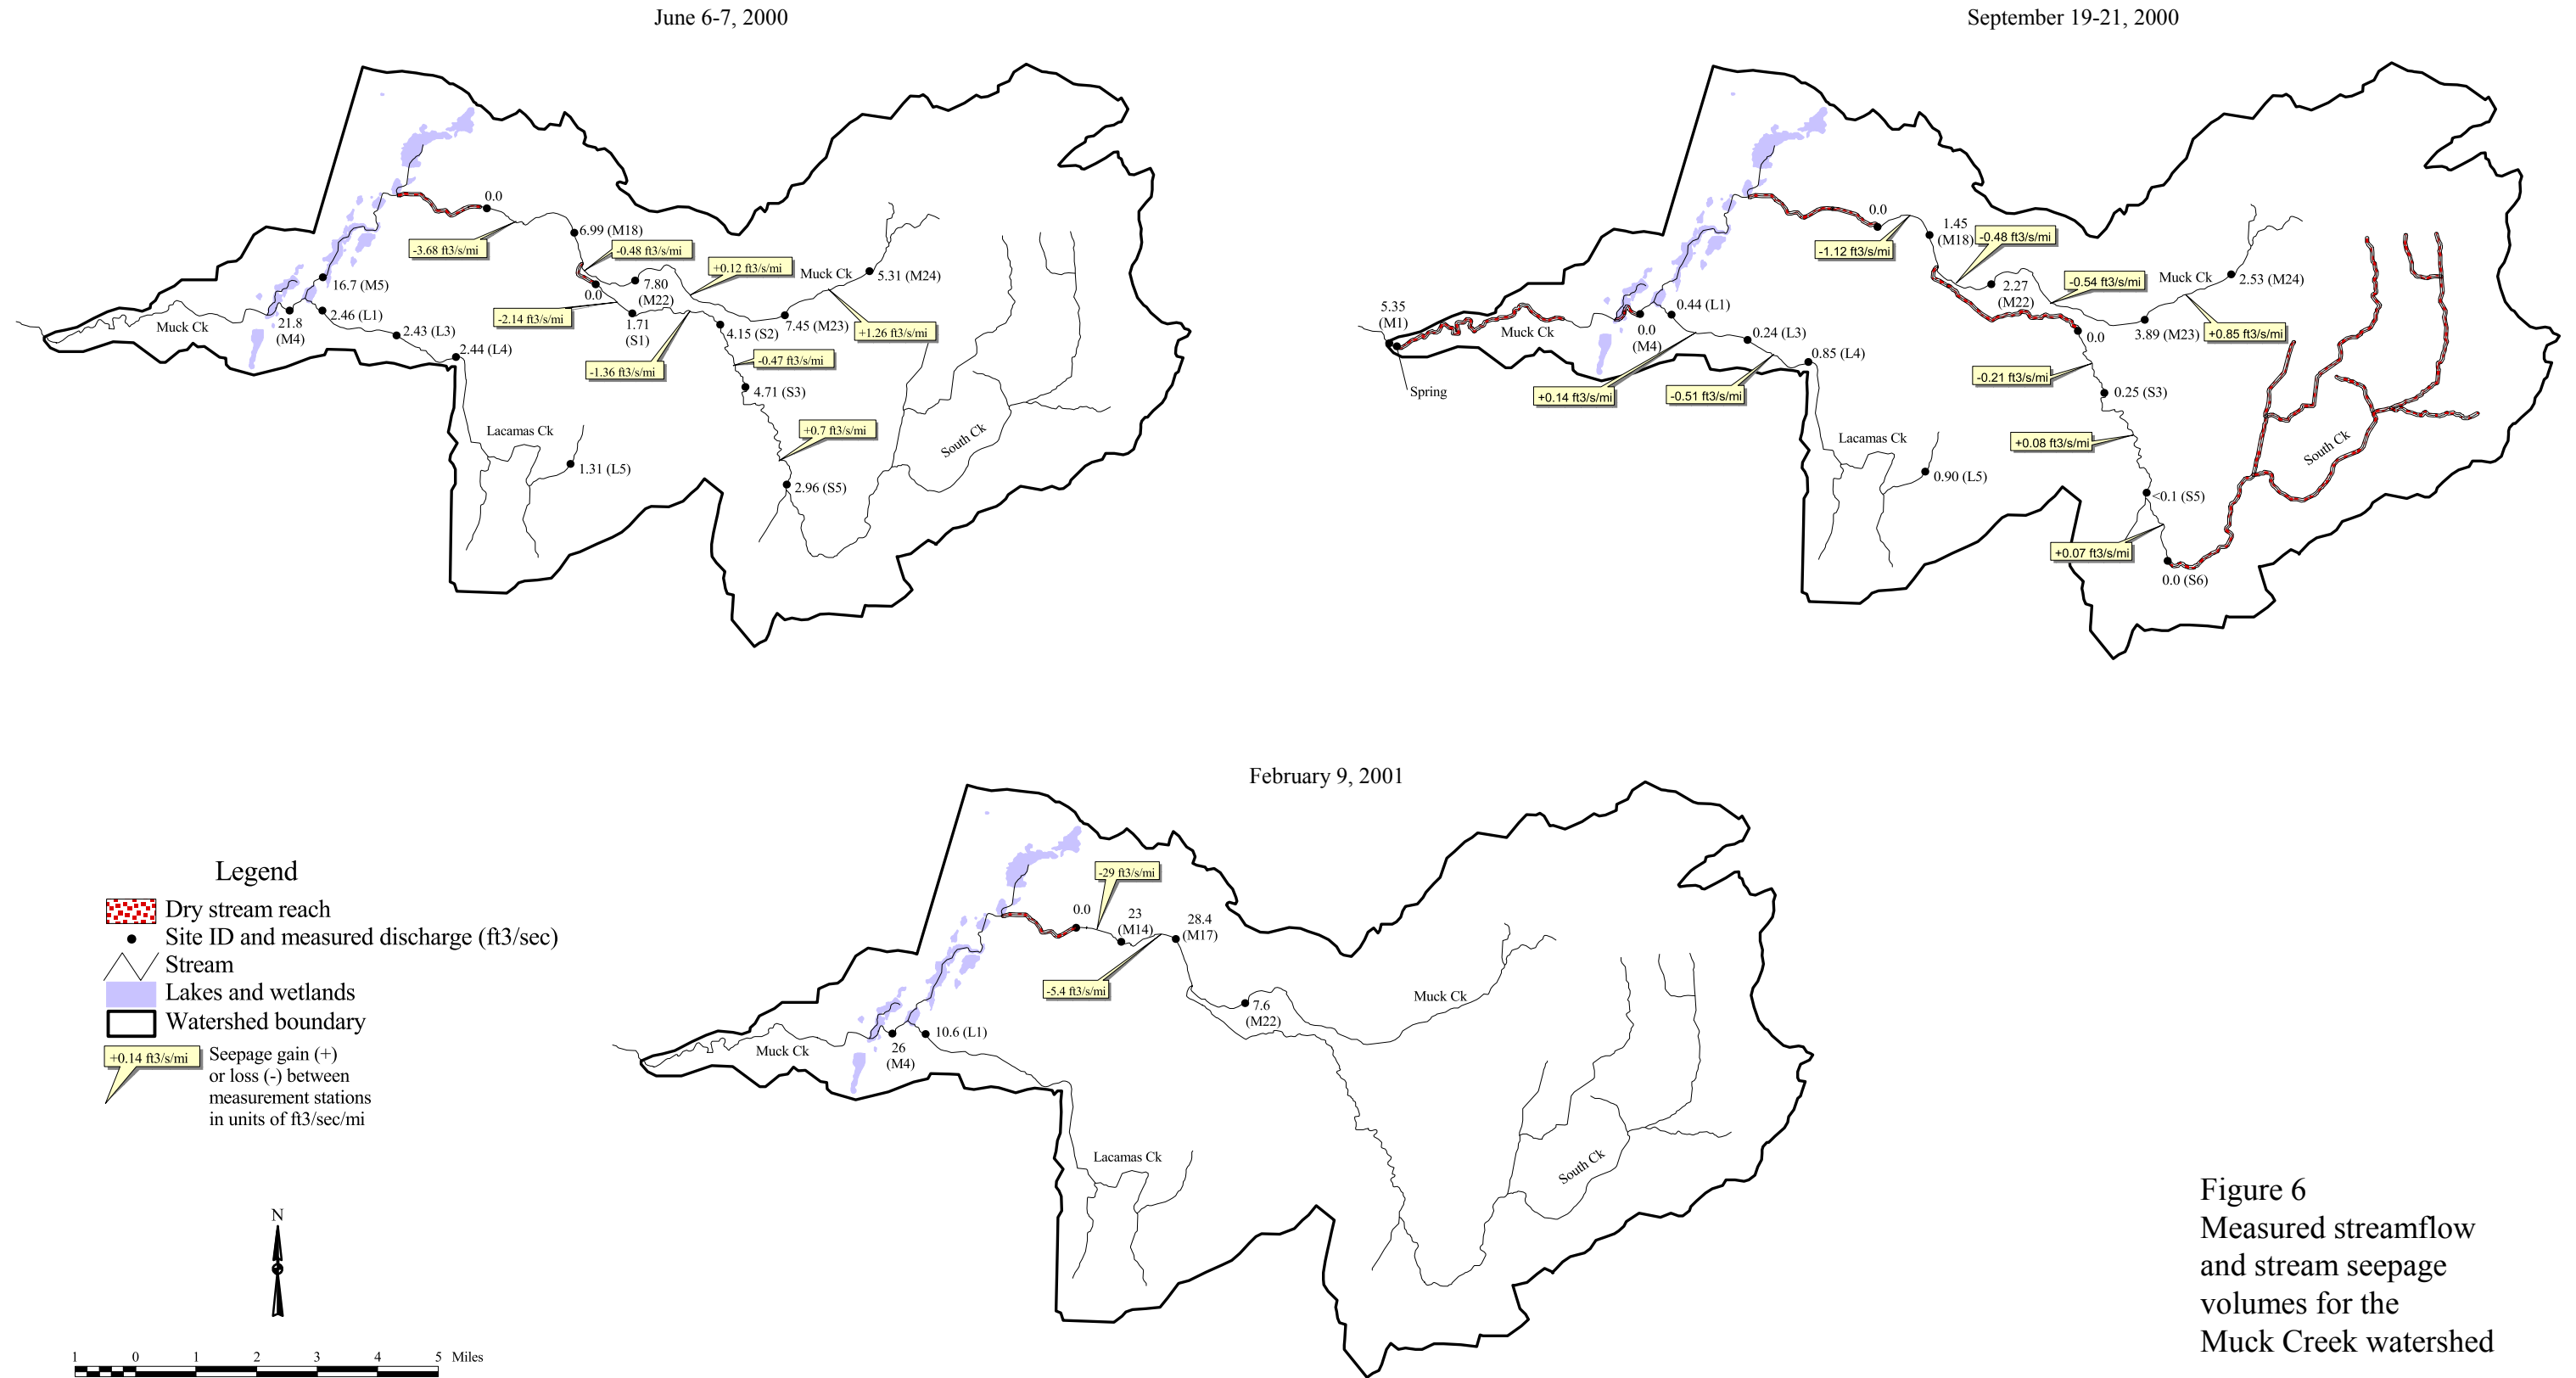 June 6-7, 2000
0.0
-3.68 ft3/s/mi
6.99 (M18)
-0.48 ft3/s/mi
+0.12 ft3/s/mi
Muck Ck
5.31 (M24)
16.7 (M5)
0.0
7.80
(M22)
-2.14 ft3/s/mi
1.71
(S1)
4.15 (S2)
7.45 (M23)
+1.26 ft3/s/mi
Muck Ck
21.8
(M4)
2.46 (L1)
2.43 (L3)
2.44 (L4)
-1.36 ft3/s/mi
-0.47 ft3/s/mi
4.71 (S3)
+0.7 ft3/s/mi
Lacamas Ck
1.31 (L5)
2.96 (S5)
South Ck
September 19-21, 2000
0.0
-1.12 ft3/s/mi
1.45
(M18)
-0.48 ft3/s/mi
2.27
(M22)
-0.54 ft3/s/mi
Muck Ck
2.53 (M24)
5.35
(M1)
Muck Ck
0.44 (L1)
0.0
(M4)
0.24 (L3)
0.85 (L4)
0.0
3.89 (M23)
+0.85 ft3/s/mi
Spring
+0.14 ft3/s/mi
-0.51 ft3/s/mi
-0.21 ft3/s/mi
0.25 (S3)
+0.08 ft3/s/mi
Lacamas Ck
0.90 (L5)
<0.1 (S5)
South Ck
+0.07 ft3/s/mi
0.0 (S6)
February 9, 2001
-29 ft3/s/mi
0.0
23
(M14)
28.4
(M17)
-5.4 ft3/s/mi
7.6
(M22)
Muck Ck
Muck Ck
26
(M4)
10.6 (L1)
Lacamas Ck
South Ck
Legend
Dry stream reach
Site ID and measured discharge (ft3/sec)
Stream
Lakes and wetlands
Watershed boundary
+0.14 ft3/s/mi
Seepage gain (+)
or loss (-) between
measurement stations
in units of ft3/sec/mi
N
1 0 1 2 3 4 5 Miles
Figure 6
Measured streamflow
and stream seepage
volumes for the
Muck Creek watershed